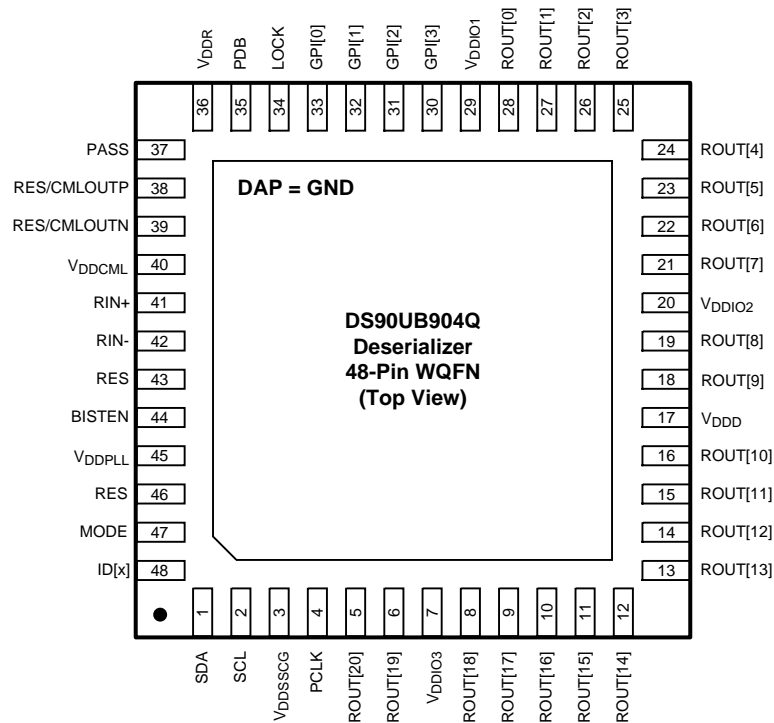 VDDR
PDB
LOCK
GPI[0]
GPI[1]
GPI[2]
GPI[3]
VDDIO1
ROUT[0]
ROUT[1]
ROUT[2]
ROUT[3]
36
35
34
33
32
31
30
29
28
27
26
25
PASS 37
RES/CMLOUTP 38
RES/CMLOUTN 39
VDDCML 40
RIN+ 41
RIN- 42
RES 43
BISTEN 44
VDDPLL 45
RES 46
MODE 47
ID[x] 48
DAP = GND
DS90UB904Q
Deserializer
48-Pin WQFN
(Top View)
24 ROUT[4]
23 ROUT[5]
22 ROUT[6]
21 ROUT[7]
20 VDDIO2
19 ROUT[8]
18 ROUT[9]
17 VDDD
16 ROUT[10]
15 ROUT[11]
14 ROUT[12]
13 ROUT[13]
1
2
3
4
5
6
7
8
9
10
11
12
SDA
SCL
VDDSSCG
PCLK
ROUT[20]
ROUT[19]
VDDIO3
ROUT[18]
ROUT[17]
ROUT[16]
ROUT[15]
ROUT[14]